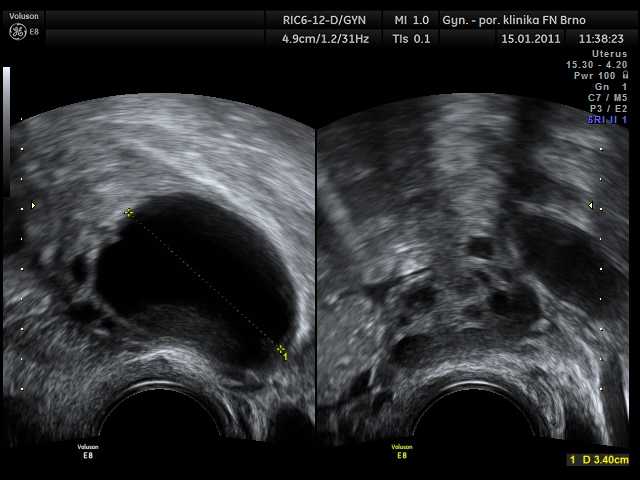 Voluson
E8
RIC6-12-D/GYN
MI 1.0
Gyn. - por. klinika FN Brno
4.9cm/1.2/31Hz
TIs 0.1
15.01.2011
11:38:23
Uterus
15.30 - 4.20
Pwr 100
Gn 1
C7 / M5
P3 / E2
SRI II 1
1
Voluson
E8
Voluson
E8
1 D 3.40cm